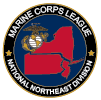 MARINE CORPS LEAGUE
NATIONAL NORTHEAST DIVISION